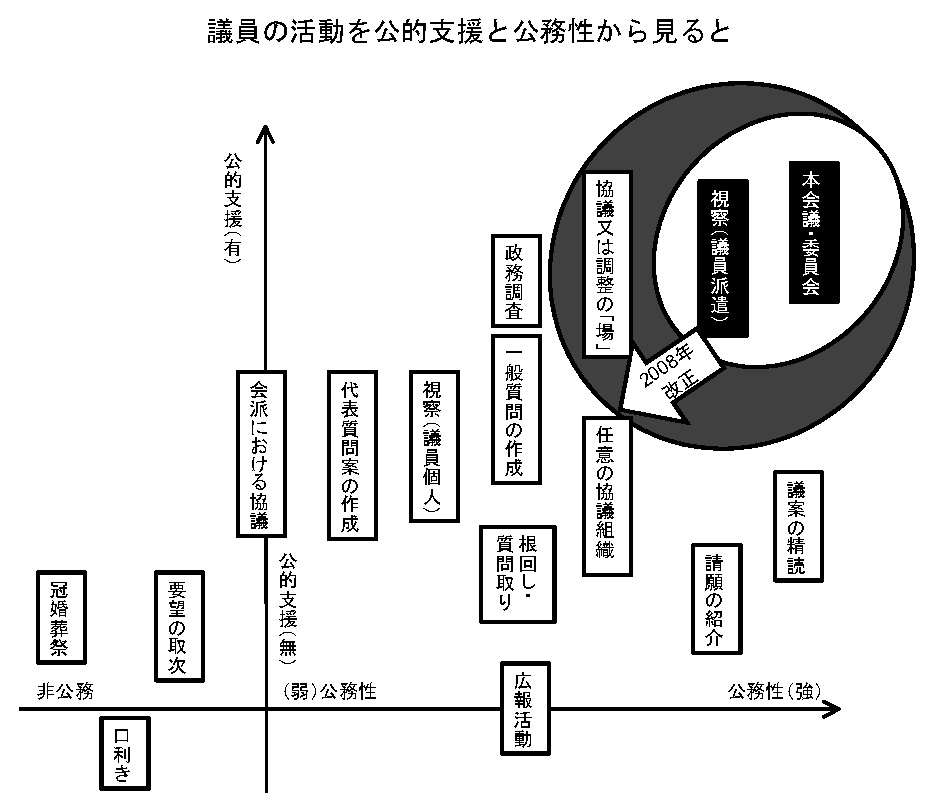 議員の活動を公的支援と公務性から見ると
公的支援(有)
本会議・委員会
視察(議員派遣)
協議又は調整の「場」
2008年
改正
政務調査
一般質問の作成
視察(議員個人)
代表質問案の作成
会派における協議
任意の協議組織
議案の精読
請願の紹介
根回し・
質問取り
公的支援(無)
要望の取次
冠婚葬祭
非公務
(弱)公務性
公務性(強)
広報活動
口利き